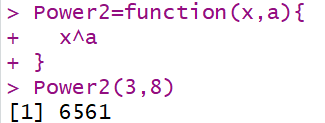 > Power2=function(x,a){
+   x^a
+ }
> Power2(3,8)
[1] 6561